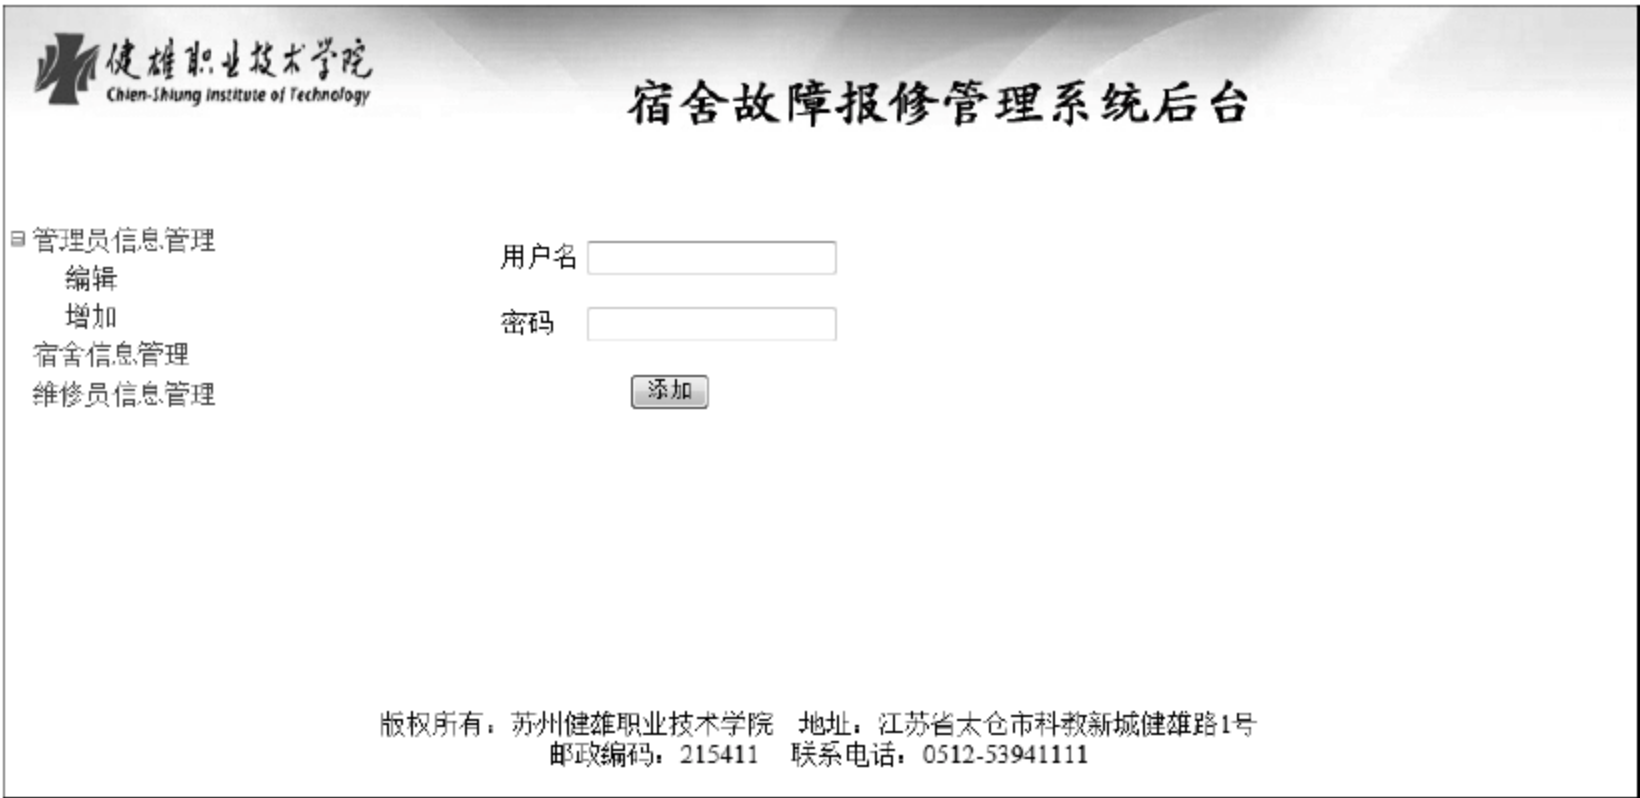 健雄职业技术学院
Chien-Shiung Institute of Technology
宿舍故障报修管理系统后台
管理员信息管理
编辑
增加
宿舍信息管理
维修员信息管理
用户名
密码
添加
版权所有：苏州健雄职业技术学院 地址：江苏省太仓市科教新城健雄路1号
邮政编码：215411 联系电话：0512-53941111